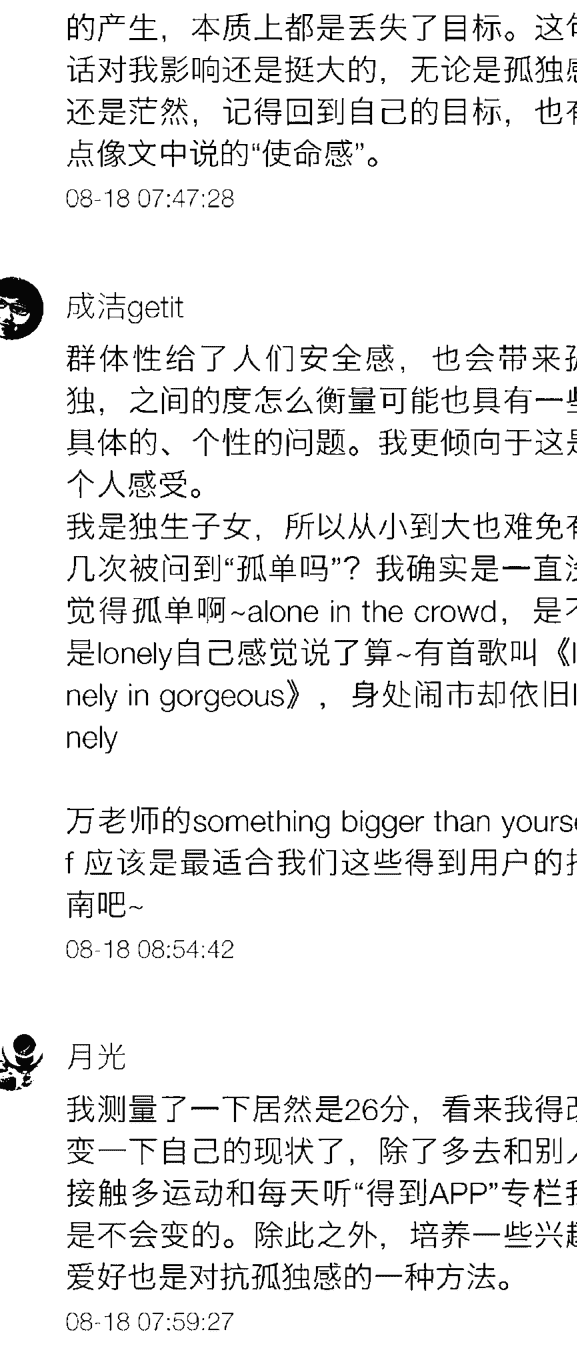 的产生，本质上都是丢失了目标。这
话对我影响还是挺大的，无论是孤独
还是茫然，记得回到自己的目标，也
点像文中说的“使命感”。
08-18 07:47:28
成洁getit
群体性给了人们安全感，也会带来
独，之间的度怎么衡量可能也具有一
具体的、个性的问题。我更倾向于这
个人感受。
我是独生子女，所以从小到大也难免
几次被问到“孤单吗”？我确实是一直
觉得孤单啊~alone in the crowd，是
是lonely自己感觉说了算~有首歌叫《
nely in gorgeous》，身处闹市却依旧
nely
万老师的something bigger than yourse
f 应该是最适合我们这些得到用户的
南吧~
08-18 08:54:42
月光
我测量了一下居然是26分，看来我得
变一下自己的现状了，除了多去和别
接触多运动和每天听“得到APP”专栏
是不会变的。除此之外，培养一些兴
爱好也是对抗孤独感的一种方法。
08-18 07:59:27